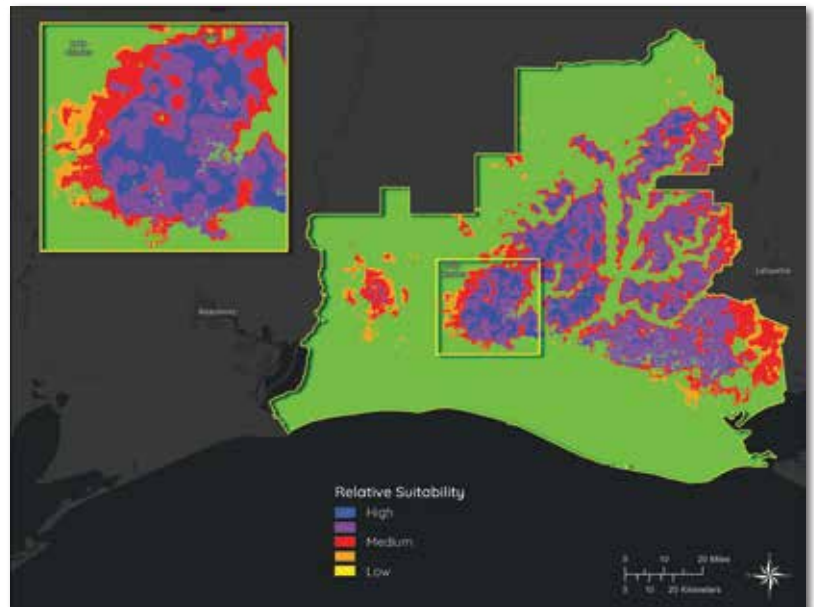 Beaumont
Lafayette
Relative Suitability
High
Medium
Low
0 10 20 Miles
0 10 20 Kilometers